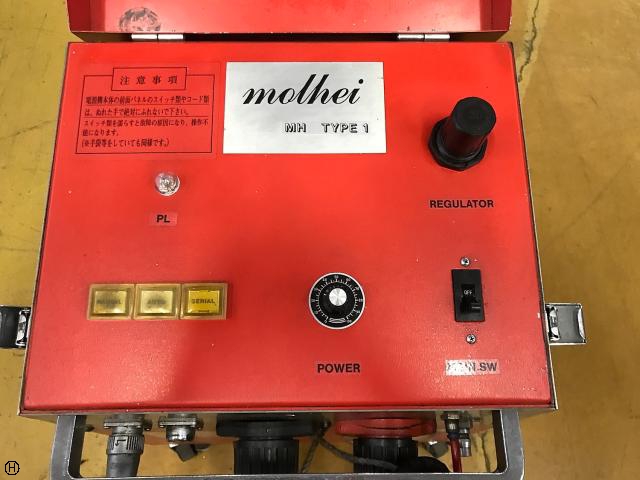 注意事項
電源機本体の前面パネルのスイッチ類やコード類
は、ぬれた手で絶対にふれないで下さい。
スイッチ類を濡らすと故障の原因になり、操作不
能になります。
(※手袋等をしていても同様です。)
molhei
MH TYPE 1
REGULATOR
PL
MANUAL
AUTO
SERIAL
OFF
POWER
MAIN.SW
H